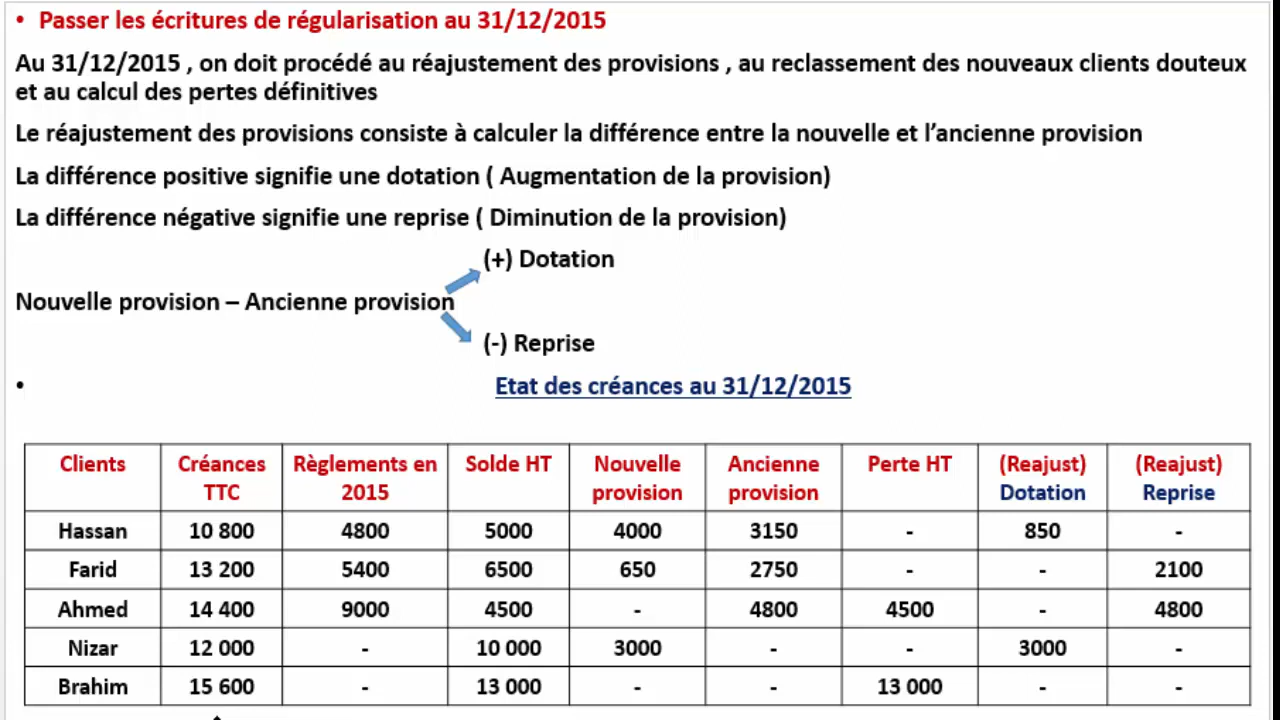 • Passer les écritures de régularisation au 31/12/2015
Au 31/12/2015 , on doit procédé au réajustement des provisions , au reclassement des nouveaux clients douteux
et au calcul des pertes définitives
Le réajustement des provisions consiste à calculer la différence entre la nouvelle et l’ancienne provision
La différence positive signifie une dotation ( Augmentation de la provision)
La différence négative signifie une reprise ( Diminution de la provision)
(+) Dotation
Nouvelle provision – Ancienne provision
(-) Reprise
• Etat des créances au 31/12/2015
Clients Créances TTC Règlements en 2015 Solde HT Nouvelle provision Ancienne provision Perte HT (Reajust) Dotation (Reajust) Reprise
Hassan 10 800 4800 5000 4000 3150 - 850 -
Farid 13 200 5400 6500 650 2750 - - 2100
Ahmed 14 400 9000 4500 - 4800 4500 - 4800
Nizar 12 000 - 10 000 3000 - - 3000 -
Brahim 15 600 - 13 000 - - 13 000 - -